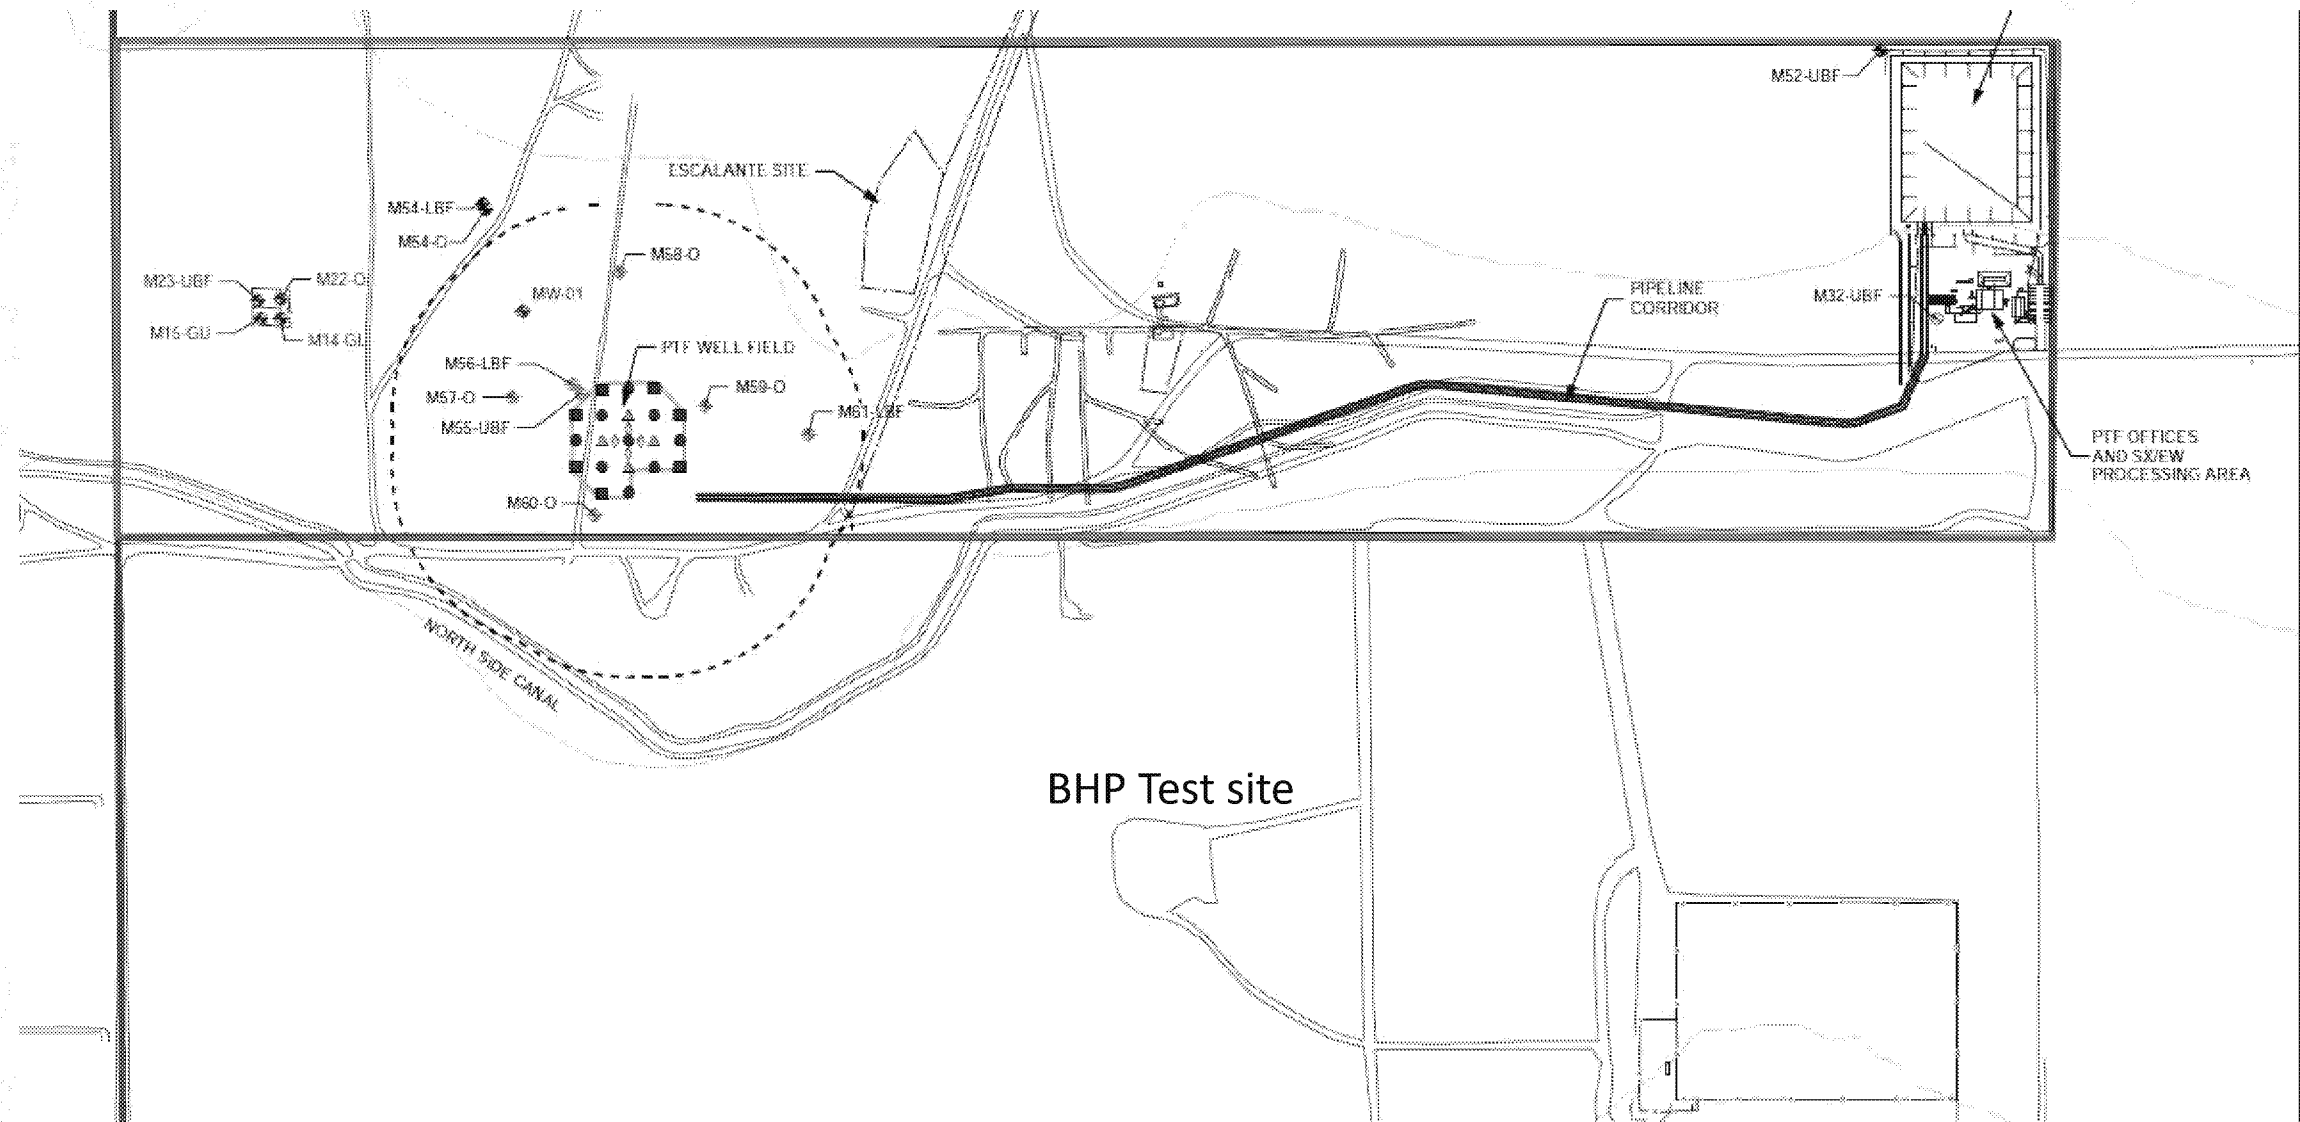 M52-UBF
ESCALANTE SITE
M54-LBF
M54-O
M58-O
M23-UBF
M22-O
MW-01
PIPELINE
CORRIDOR
M32-UBF
M15-GU
M14-GL
PTF WELL FIELD
M56-LBF
M57-O
M59-O
M55-UBF
M61-LBF
PTF OFFICES
AND SX/EW
PROCESSING AREA
M60-O
NORTH SIDE CANAL
BHP Test site